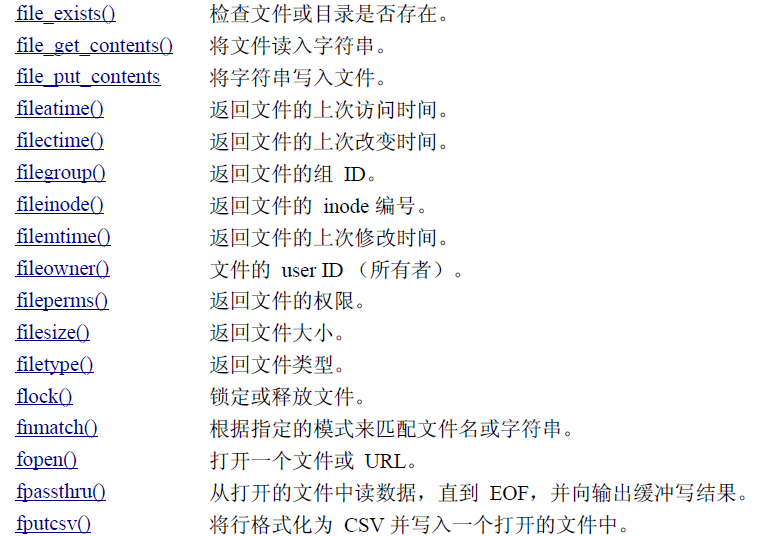 file_exists() 检查文件或目录是否存在。
file_get_contents() 将文件读入字符串。
file_put_contents 将字符串写入文件。
fileatime() 返回文件的上次访问时间。
filectime() 返回文件的上次改变时间。
filegroup() 返回文件的组 ID。
fileinode() 返回文件的 inode 编号。
filemtime() 返回文件的上次修改时间。
fileowner() 文件的 user ID （所有者）。
fileperms() 返回文件的权限。
filesize() 返回文件大小。
filetype() 返回文件类型。
flock() 锁定或释放文件。
fnmatch() 根据指定的模式来匹配文件名或字符串。
fopen() 打开一个文件或 URL。
fpassthru() 从打开的文件中读数据，直到 EOF，并向输出缓冲写结果。
fputcsv() 将行格式化为 CSV 并写入一个打开的文件中。